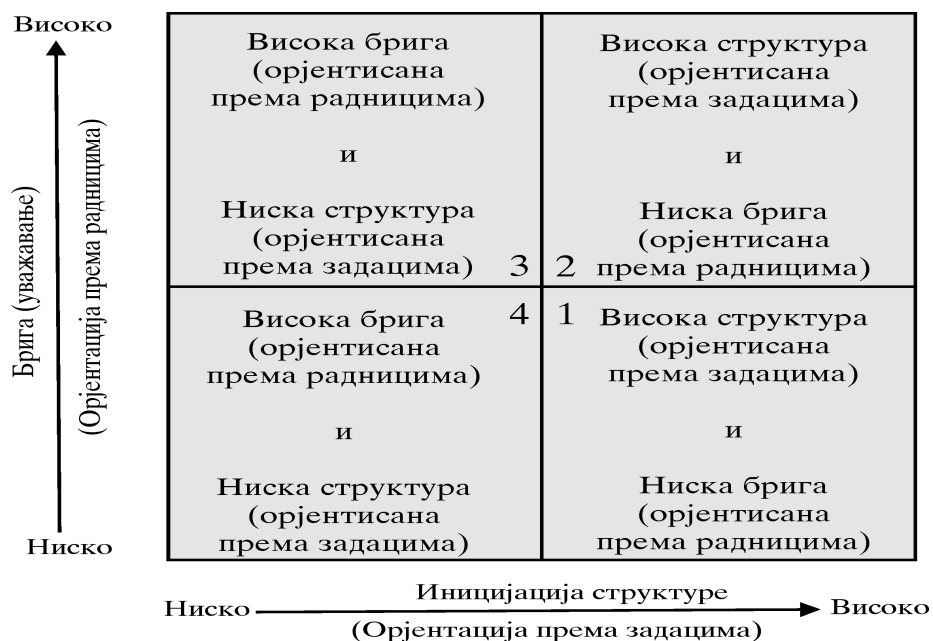 Високо
Брига (уважавање)
(Орјентација према радницима)
Ниско
Висока брига
(орјентисана
према радницима)
и
Ниска структура
(орјентисана
према задацима)
3
Висока структура
(орјентисана
према задацима)
и
Ниска брига
(орјентисана
према радницима)
2
Висока брига
(орјентисана
према радницима)
и
Ниска структура
(орјентисана
према задацима)
4
Висока структура
(орјентисана
према задацима)
и
Ниска брига
(орјентисана
према радницима)
1
Ниско
Иницијација структуре
(Орјентација према задацима)
Високо